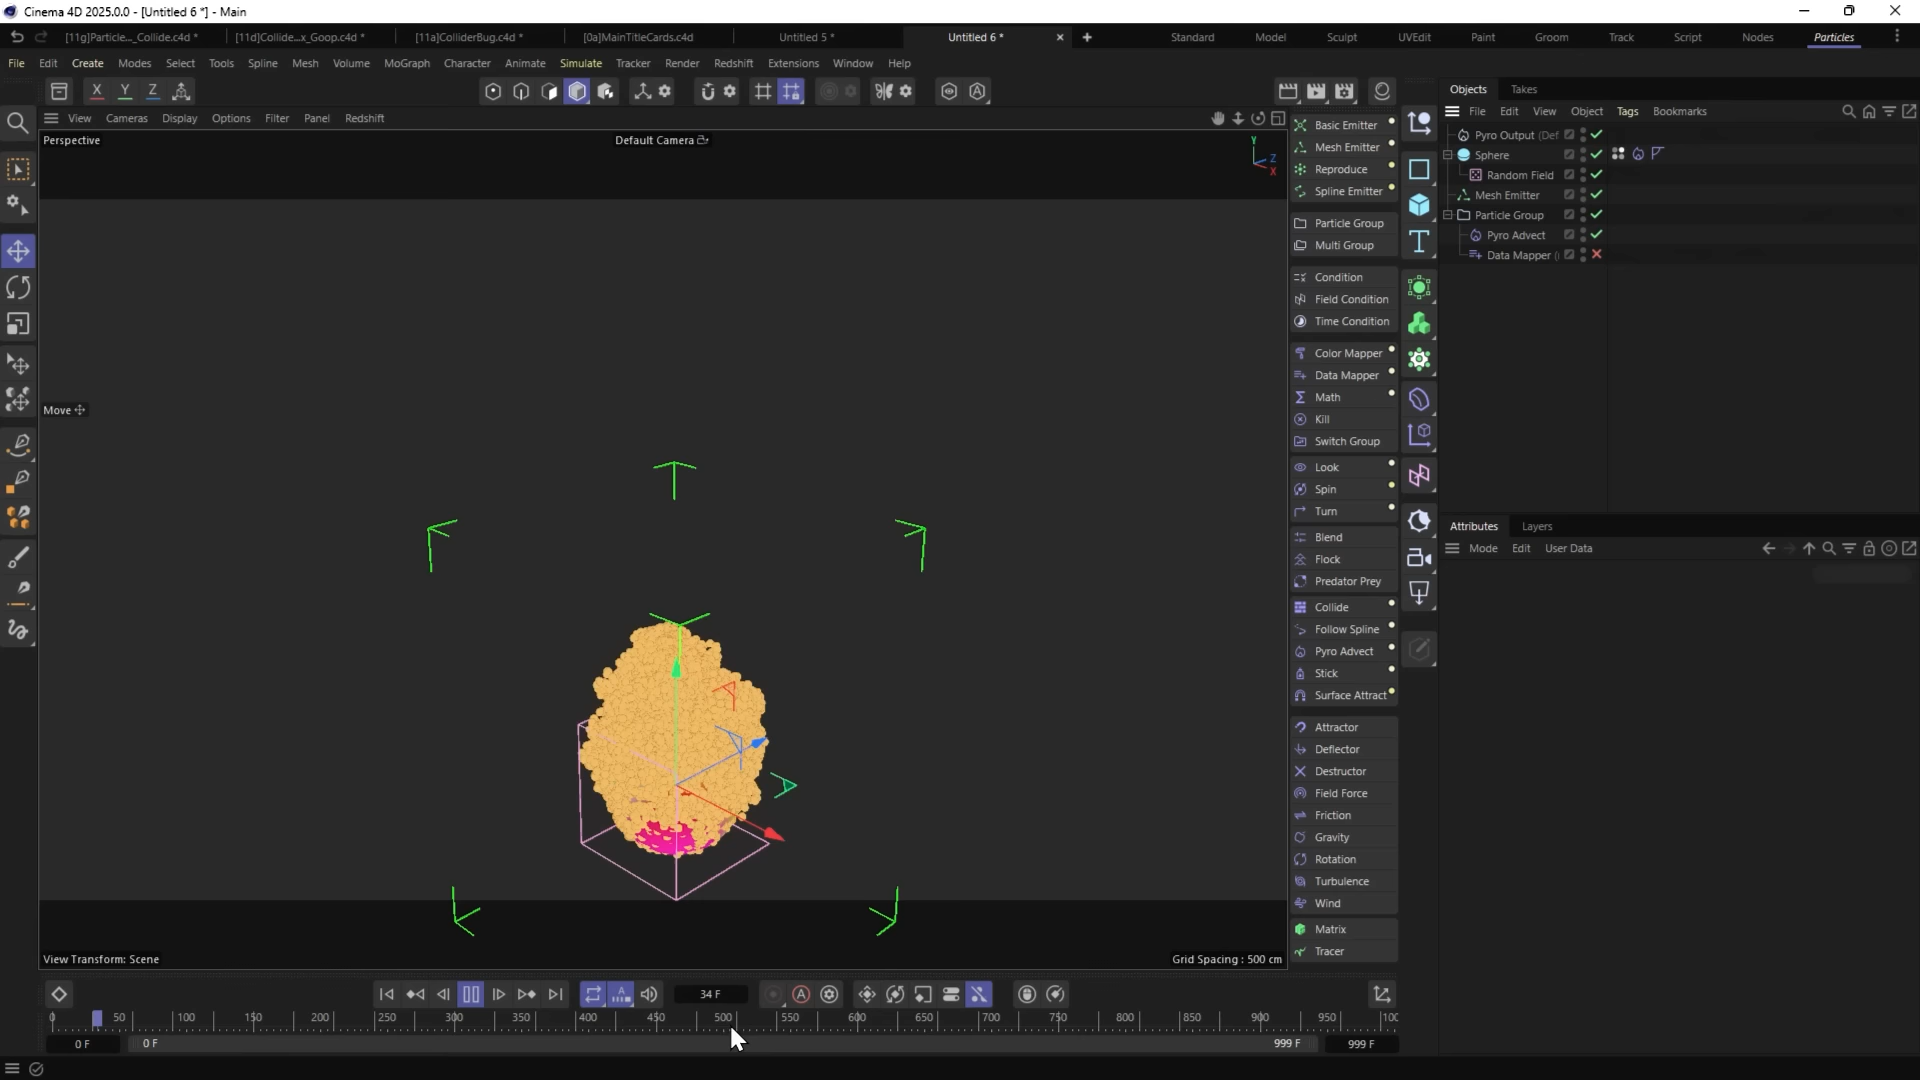 Cinema 4D 2025.0.0 - [Untitled 6 *] - Main
[11g]Particle..._Collide.c4d *
[11d]Collide...x_Goop.c4d *
[11a]ColliderBug.c4d *
[0a]MainTitleCards.c4d
Untitled 5 *
Untitled 6 *
Standard
Model
Sculpt
UVEdit
Paint
Groom
Track
Script
Nodes
Particles
File Edit Create Modes Select Tools Spline Mesh Volume MoGraph Character Animate Simulate Tracker Render Redshift Extensions Window Help
X Y Z
Objects Takes
View Cameras Display Options Filter Panel Redshift
File Edit View Object Tags Bookmarks
Perspective
Default Camera
Y
Z
X
Move
View Transform: Scene
Grid Spacing : 500 cm
Basic Emitter
Mesh Emitter
Reproduce
Spline Emitter
Particle Group
Multi Group
Condition
Field Condition
Time Condition
Color Mapper
Data Mapper
Math
Kill
Switch Group
Look
Spin
Turn
Blend
Flock
Predator Prey
Collide
Follow Spline
Pyro Advect
Stick
Surface Attract
Attractor
Deflector
Destructor
Field Force
Friction
Gravity
Rotation
Turbulence
Wind
Matrix
Tracer
Pyro Output (Def
Sphere
Random Field
Mesh Emitter
Particle Group
Pyro Advect
Data Mapper (
Attributes Layers
Mode Edit User Data
34 F
0 50 100 150 200 250 300 350 400 450 500 550 600 650 700 750 800 850 900 950 100
0 F
0 F
999 F
999 F